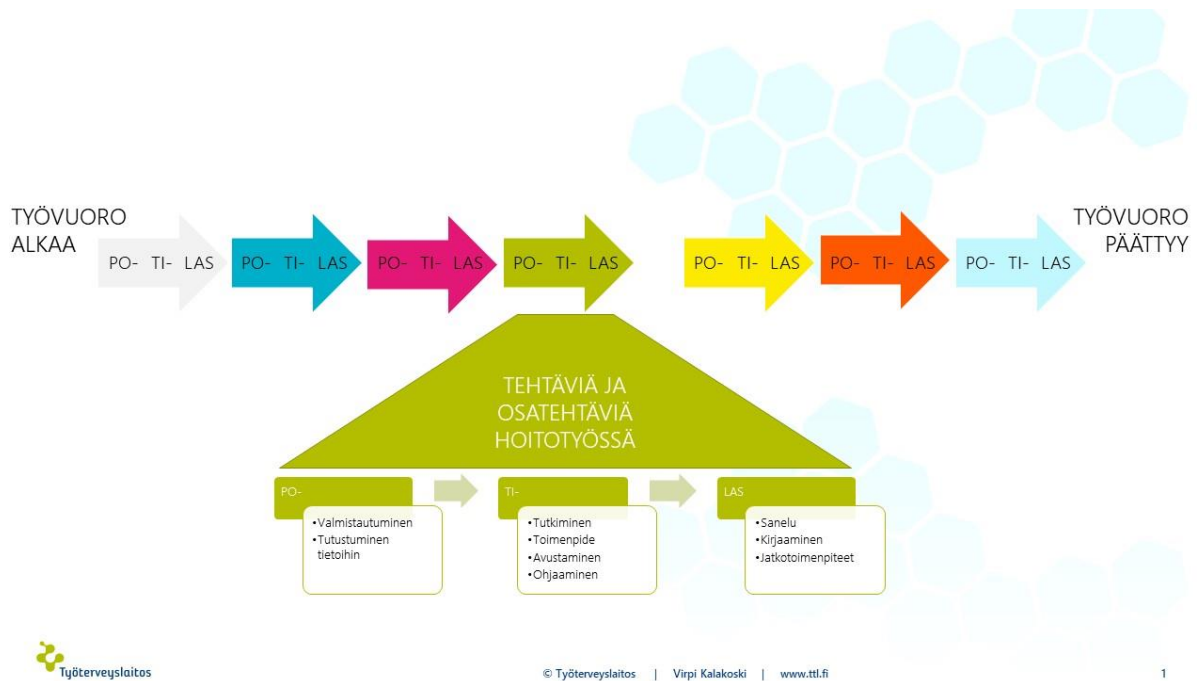 TYÖVUORO
ALKAA
PO- TI- LAS
PO- TI- LAS
PO- TI- LAS
PO- TI- LAS
PO- TI- LAS
PO- TI- LAS
PO- TI- LAS
TYÖVUORO
PÄÄTTYY
TEHTÄVIÄ JA
OSATEHTÄVIÄ
HOITOTYÖSSÄ
PO-
•Valmistautuminen
•Tutustuminen
tietoihin
TI-
•Tutkiminen
•Toimenpide
•Avustaminen
•Ohjaaminen
LAS
•Sanelu
•Kirjaaminen
•Jatkotoimenpiteet
Työterveyslaitos
© Työterveyslaitos | Virpi Kalakoski | www.ttl.fi
1